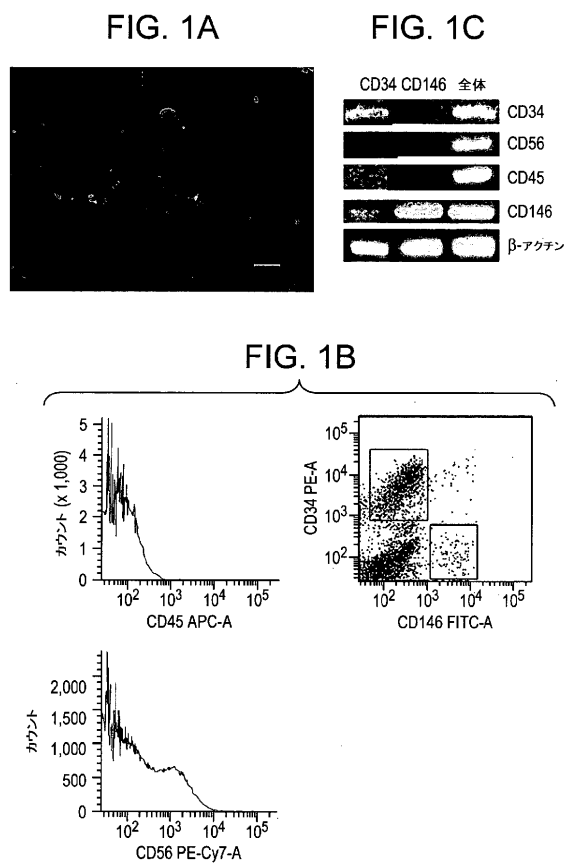 FIG. 1A
FIG. 1C
CD34 CD146 全体
CD34
CD56
CD45
CD146
β-アクチン
FIG. 1B
カウント (x 1,000)
5
4
3
2
1
0
10² 10³ 10⁴ 10⁵
CD45 APC-A
CD34 PE-A
10⁵
10⁴
10³
10²
10² 10³ 10⁴ 10⁵
CD146 FITC-A
カウント
2,000
1,500
1,000
500
0
10² 10³ 10⁴ 10⁵
CD56 PE-Cy7-A